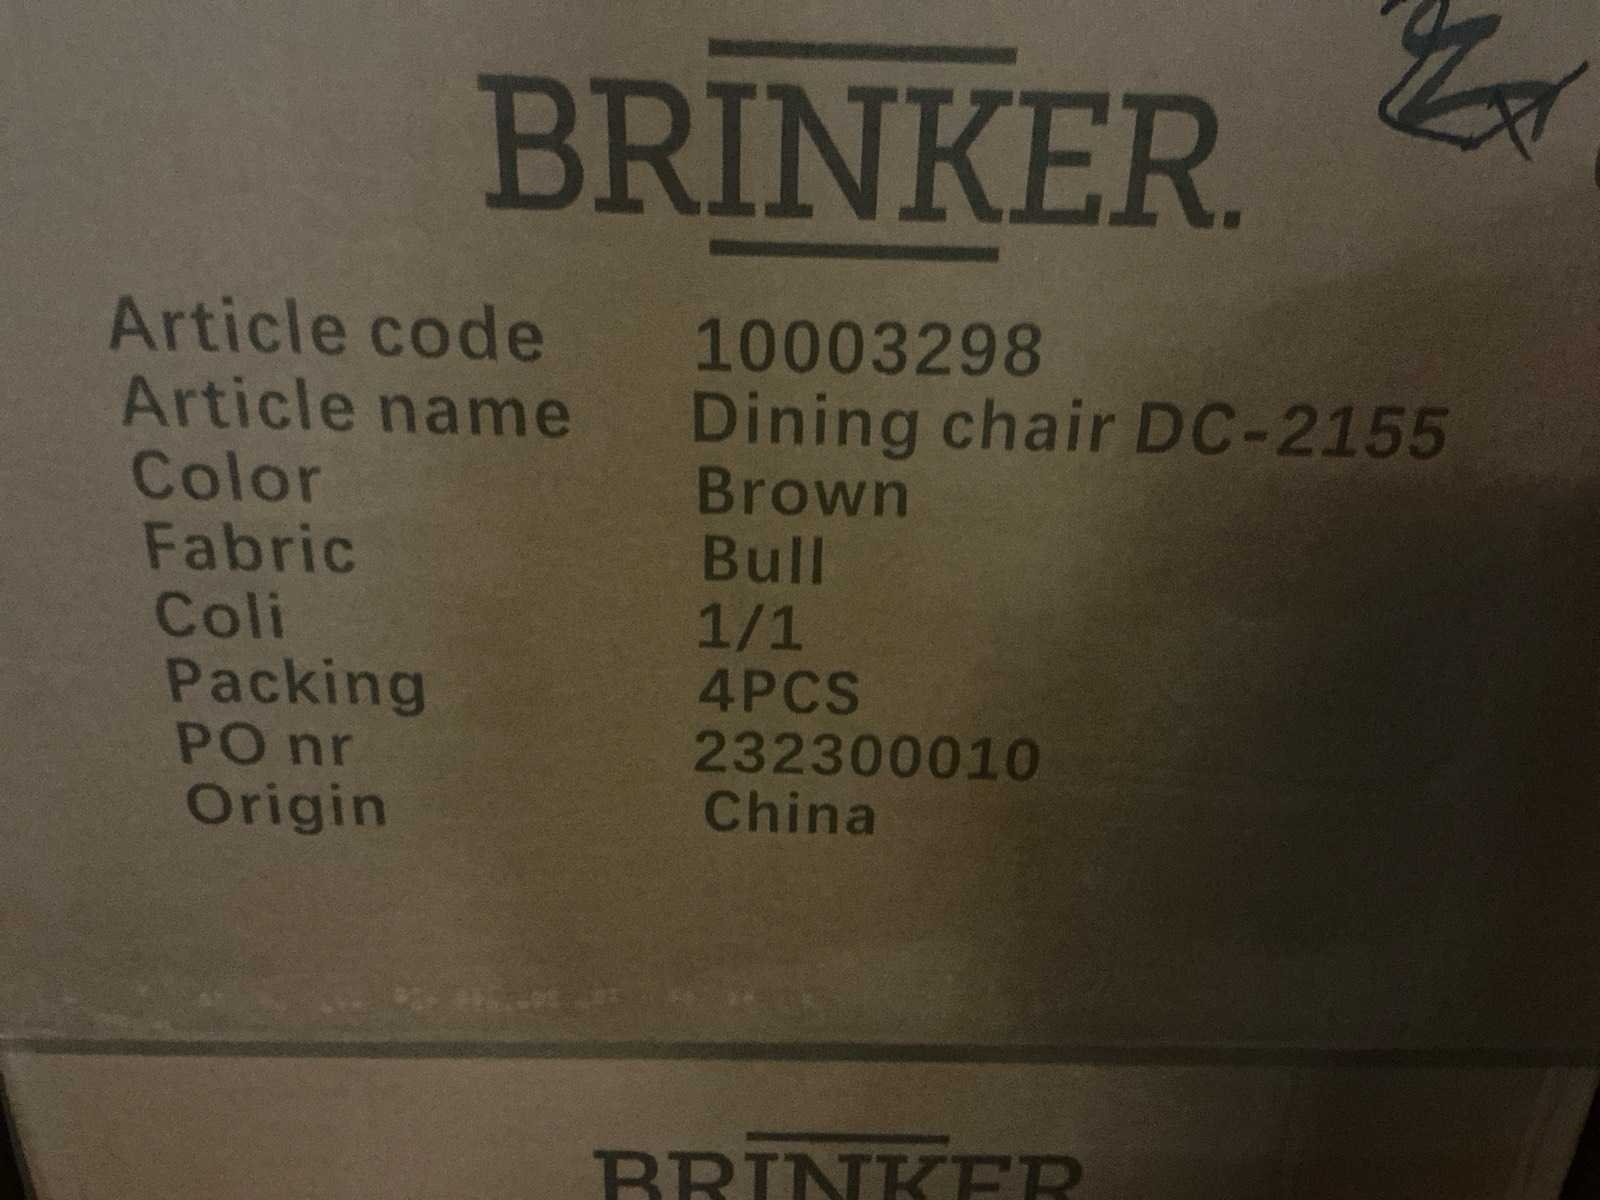 BRINKER.
Article code 10003298
Article name Dining chair DC-2155
Color Brown
Fabric Bull
Coli 1/1
Packing 4PCS
PO nr 232300010
Origin China
BRINKER